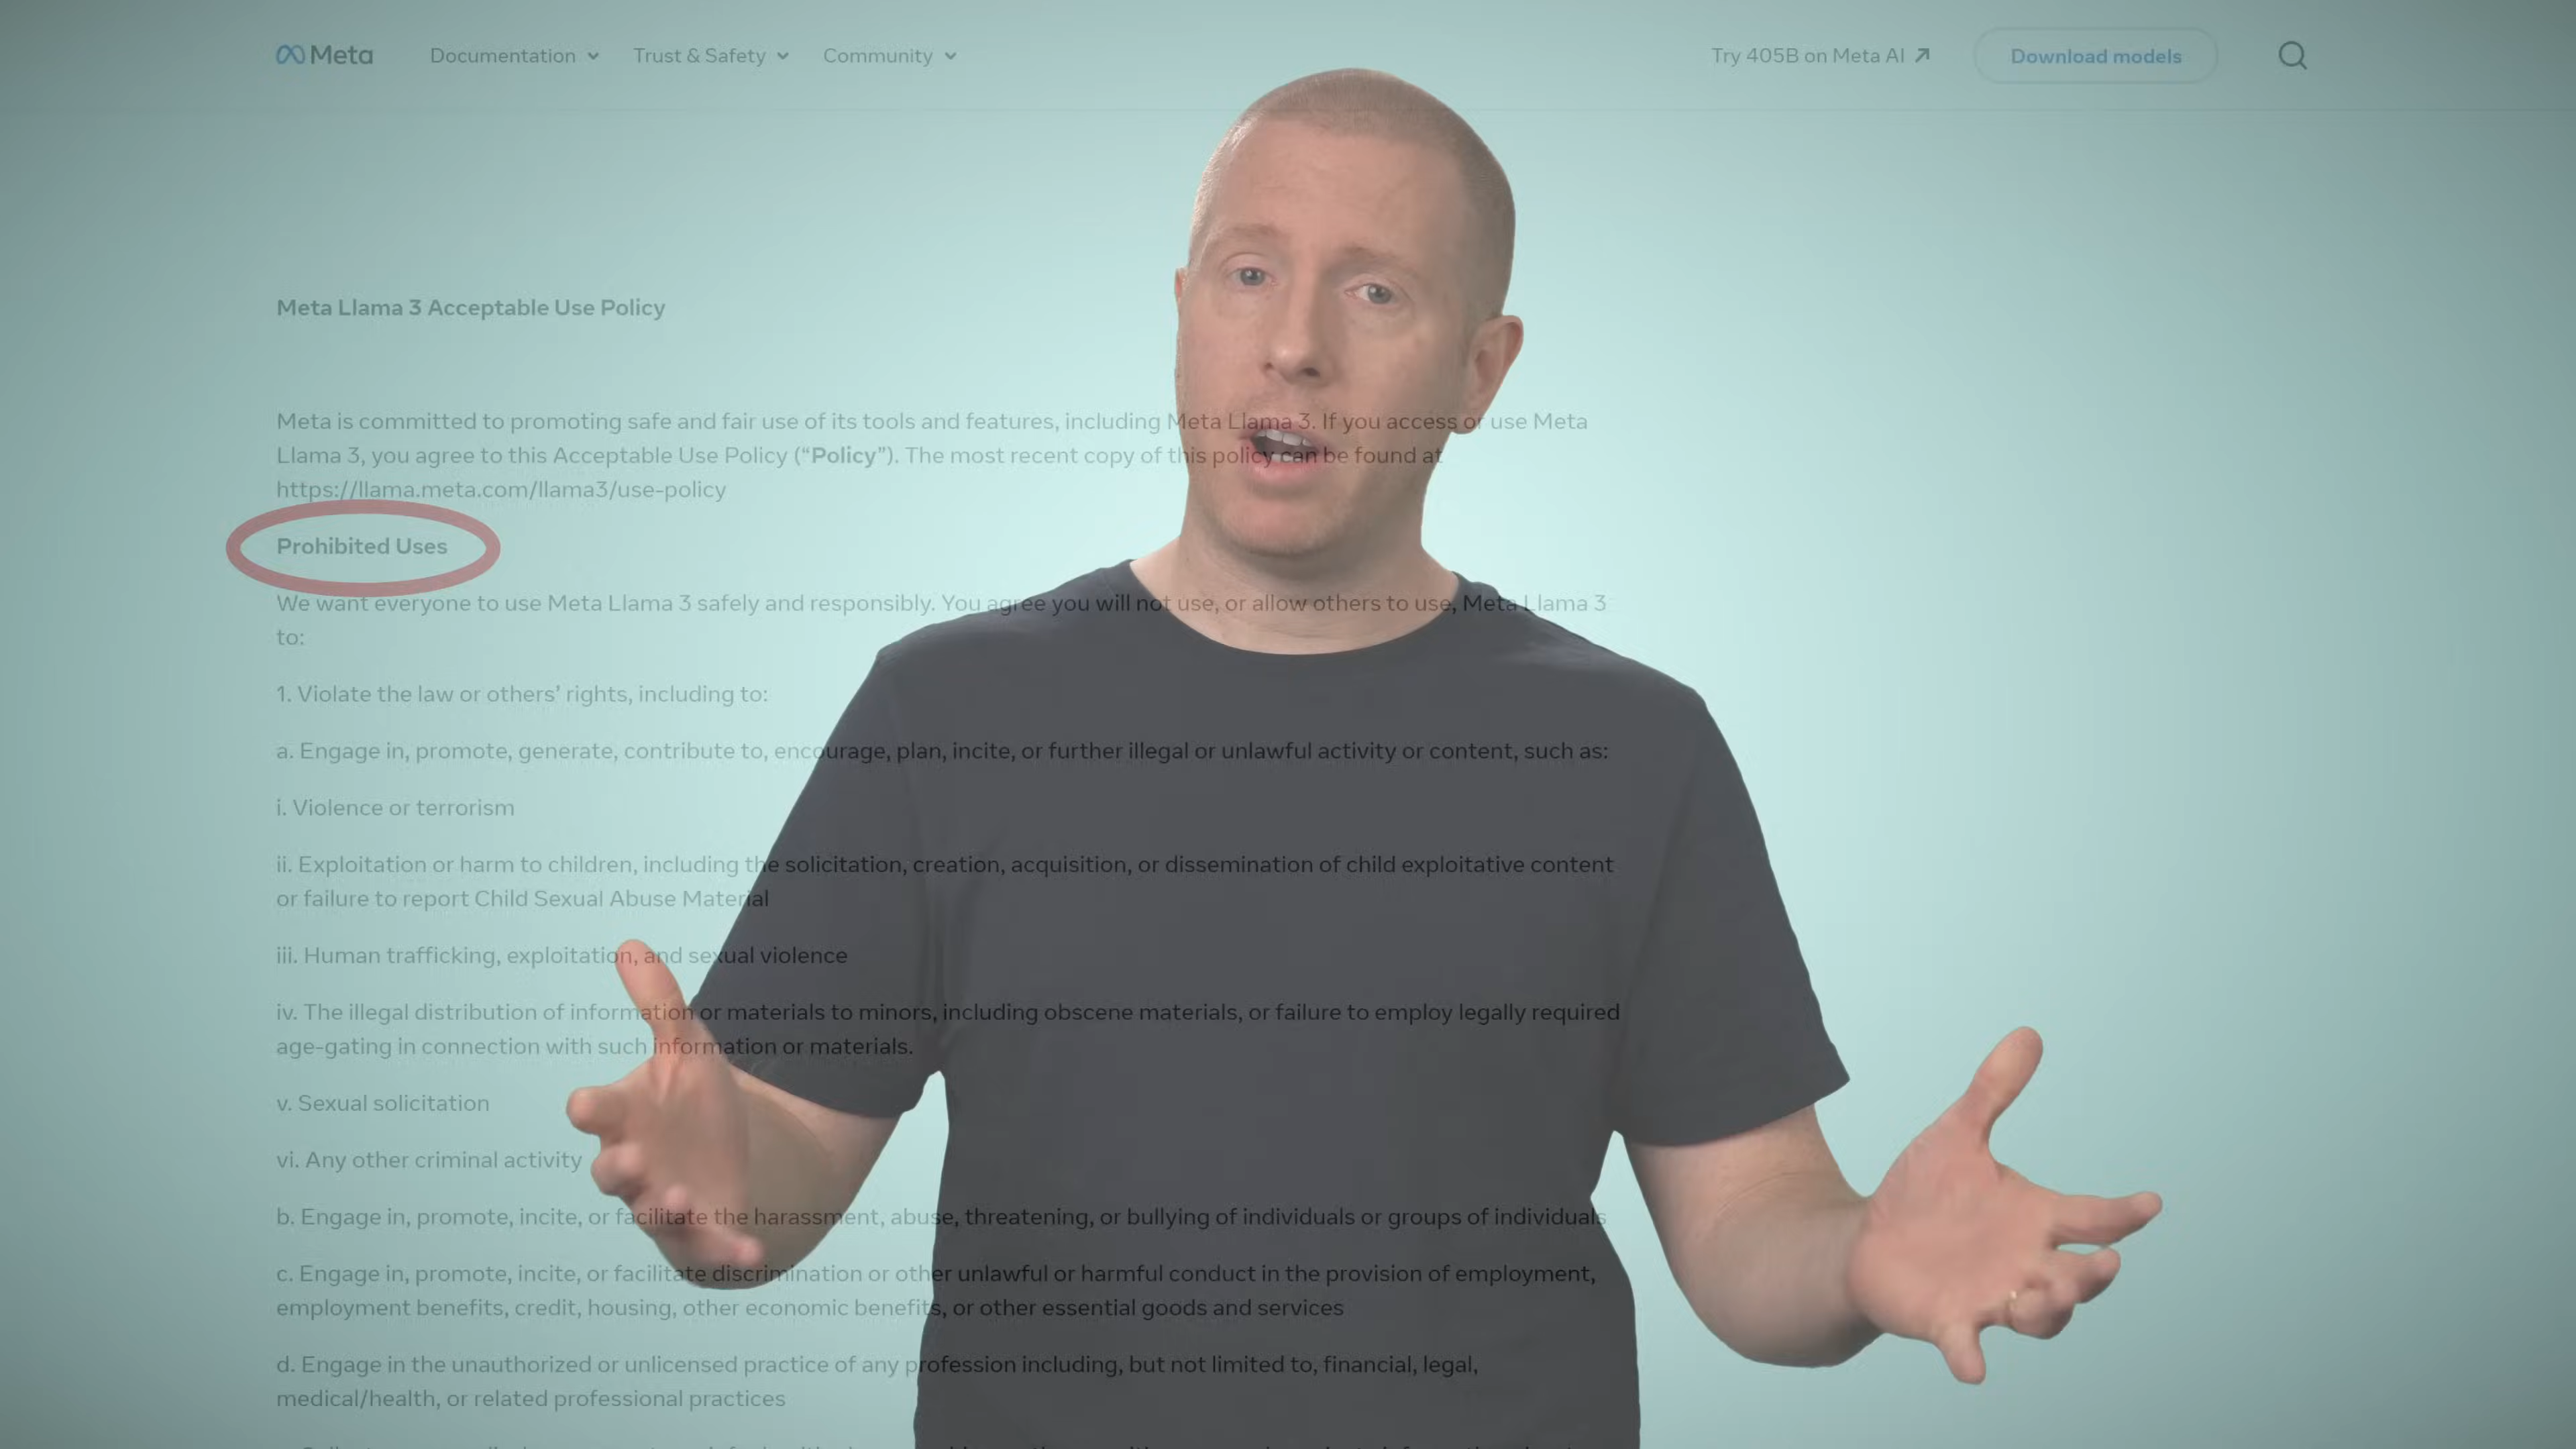 Meta Documentation Trust & Safety Community Try 405B on Meta AI Download models
Meta Llama 3 Acceptable Use Policy
Meta is committed to promoting safe and fair use of its tools and features, including Meta Llama 3. If you access or use Meta
Llama 3, you agree to this Acceptable Use Policy (“Policy”). The most recent copy of this policy can be found at
https://llama.meta.com/llama3/use-policy
Prohibited Uses
We want everyone to use Meta Llama 3 safely and responsibly. You agree you will not use, or allow others to use, Meta Llama 3
to:
1. Violate the law or others’ rights, including to:
a. Engage in, promote, generate, contribute to, encourage, plan, incite, or further illegal or unlawful activity or content, such as:
i. Violence or terrorism
ii. Exploitation or harm to children, including the solicitation, creation, acquisition, or dissemination of child exploitative content
or failure to report Child Sexual Abuse Material
iii. Human trafficking, exploitation, and sexual violence
iv. The illegal distribution of information or materials to minors, including obscene materials, or failure to employ legally required
age-gating in connection with such information or materials.
v. Sexual solicitation
vi. Any other criminal activity
b. Engage in, promote, incite, or facilitate the harassment, abuse, threatening, or bullying of individuals or groups of individuals
c. Engage in, promote, incite, or facilitate discrimination or other unlawful or harmful conduct in the provision of employment,
employment benefits, credit, housing, other economic benefits, or other essential goods and services
d. Engage in the unauthorized or unlicensed practice of any profession including, but not limited to, financial, legal,
medical/health, or related professional practices